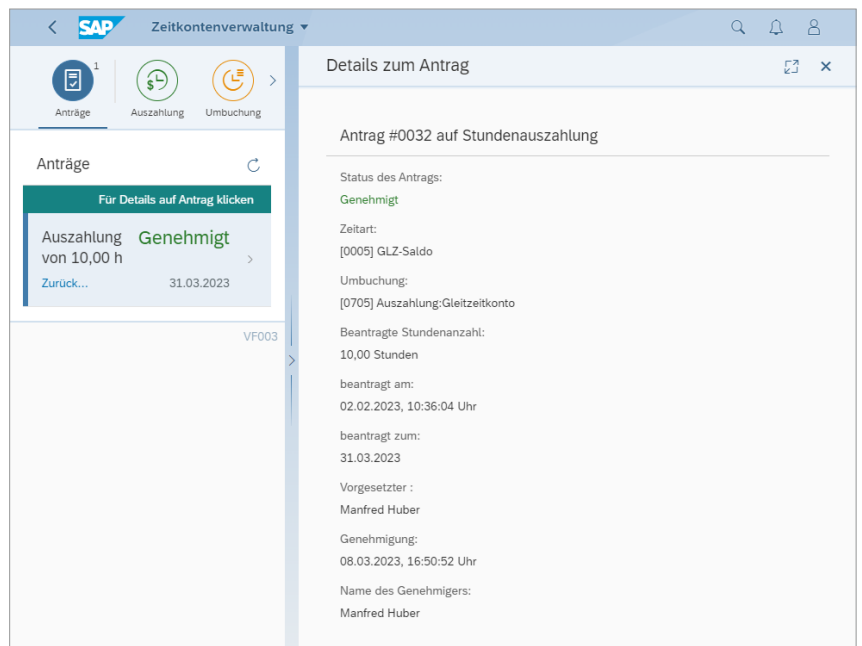 SAP Zeitkontenverwaltung
1
Anträge Auszahlung Umbuchung
Anträge
Für Details auf Antrag klicken
Auszahlung von 10,00 h
Genehmigt
Zurück... 31.03.2023
VF003
Details zum Antrag
Antrag #0032 auf Stundenauszahlung
Status des Antrags:
Genehmigt
Zeitart:
[0005] GLZ-Saldo
Umbuchung:
[0705] Auszahlung:Gleitzeitkonto
Beantragte Stundenanzahl:
10,00 Stunden
beantragt am:
02.02.2023, 10:36:04 Uhr
beantragt zum:
31.03.2023
Vorgesetzter :
Manfred Huber
Genehmigung:
08.03.2023, 16:50:52 Uhr
Name des Genehmigers:
Manfred Huber